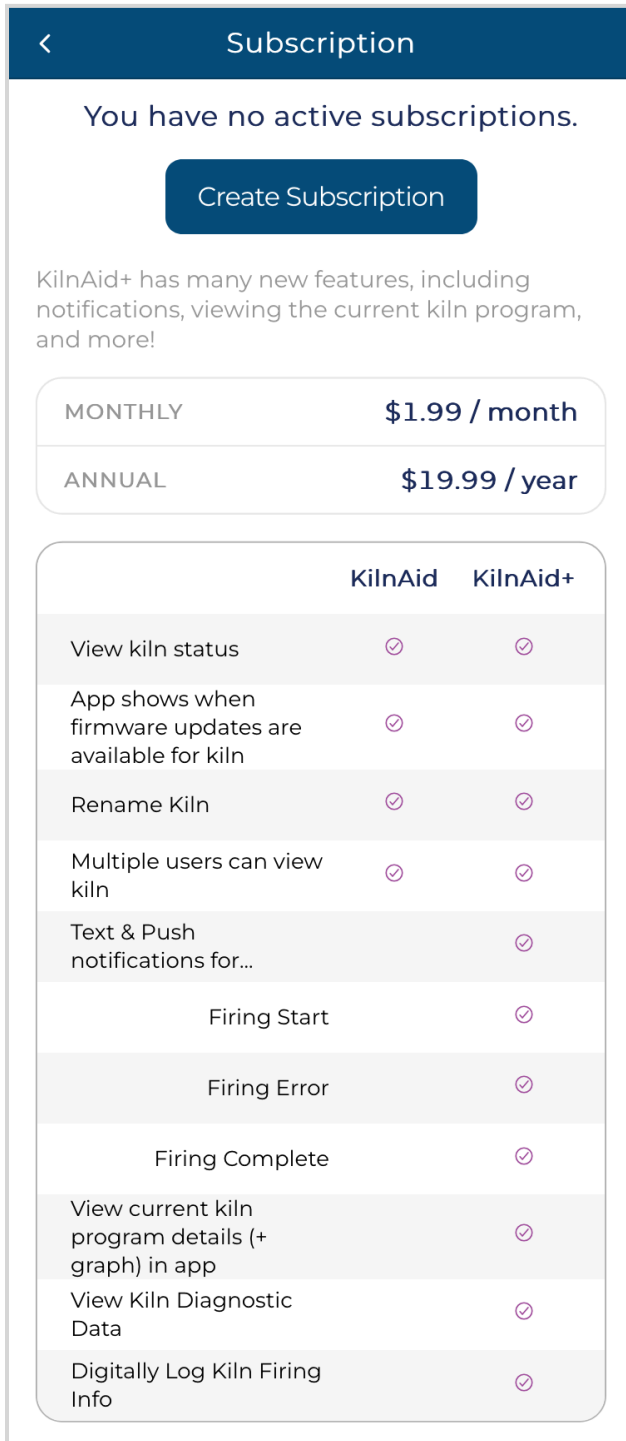 Subscription
You have no active subscriptions.
Create Subscription
KilnAid+ has many new features, including
notifications, viewing the current kiln program,
and more!
MONTHLY $1.99 / month
ANNUAL $19.99 / year
KilnAid KilnAid+
View kiln status
App shows when
firmware updates are
available for kiln
Rename Kiln
Multiple users can view
kiln
Text & Push
notifications for...
Firing Start
Firing Error
Firing Complete
View current kiln
program details (+
graph) in app
View Kiln Diagnostic
Data
Digitally Log Kiln Firing
Info